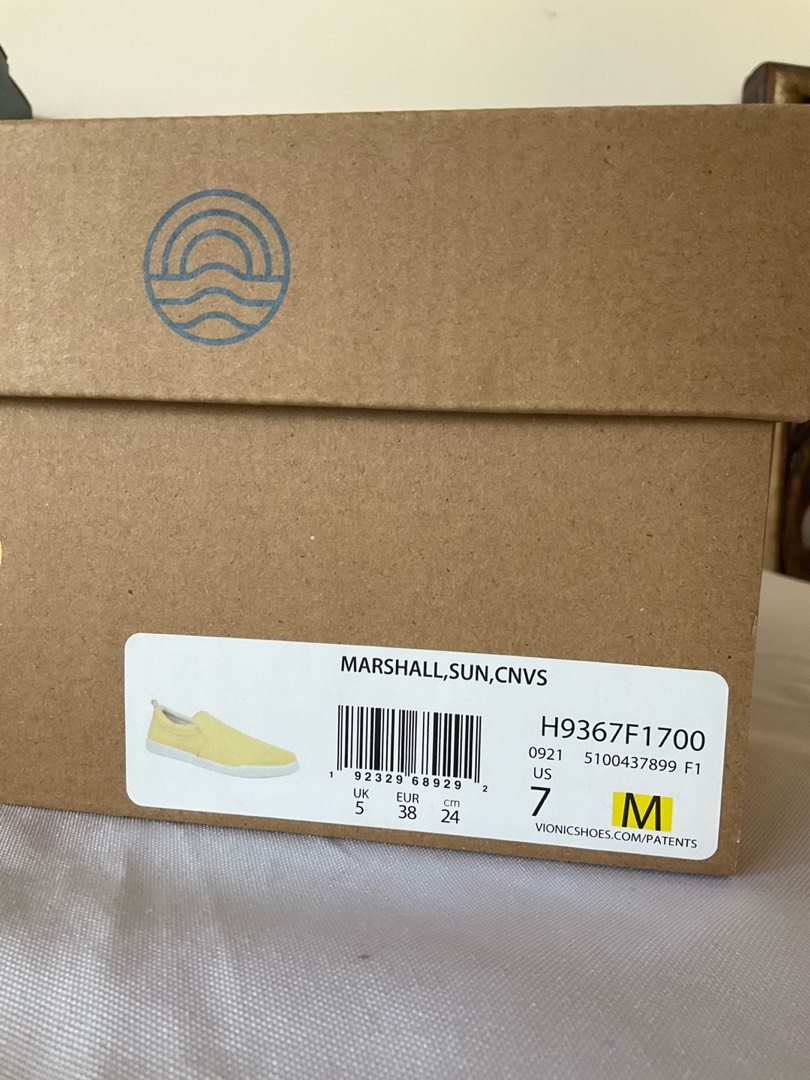 MARSHALL,SUN,CNVS
H9367F1700
0921 5100437899 F1
1 92329 68929 2
UK EUR cm
5 38 24
US
7 M
VIONICSHOES.COM/PATENTS